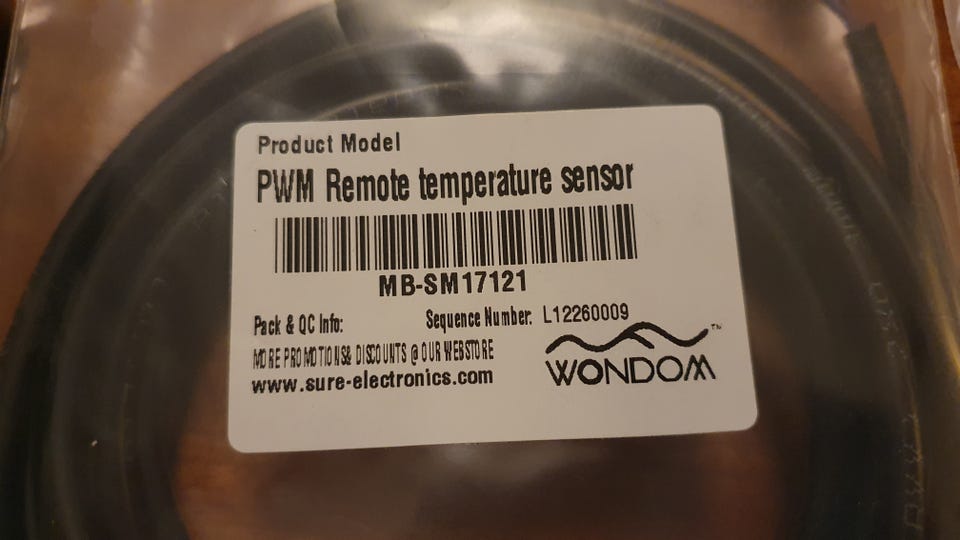 Product Model
PWM Remote temperature sensor
MB-SM17121
Pack & QC Info:
Sequence Number: L12260009
MORE PROMOTIONS& DISCOUNTS @ OUR WEBSTORE
www.sure-electronics.com
WONDOM™